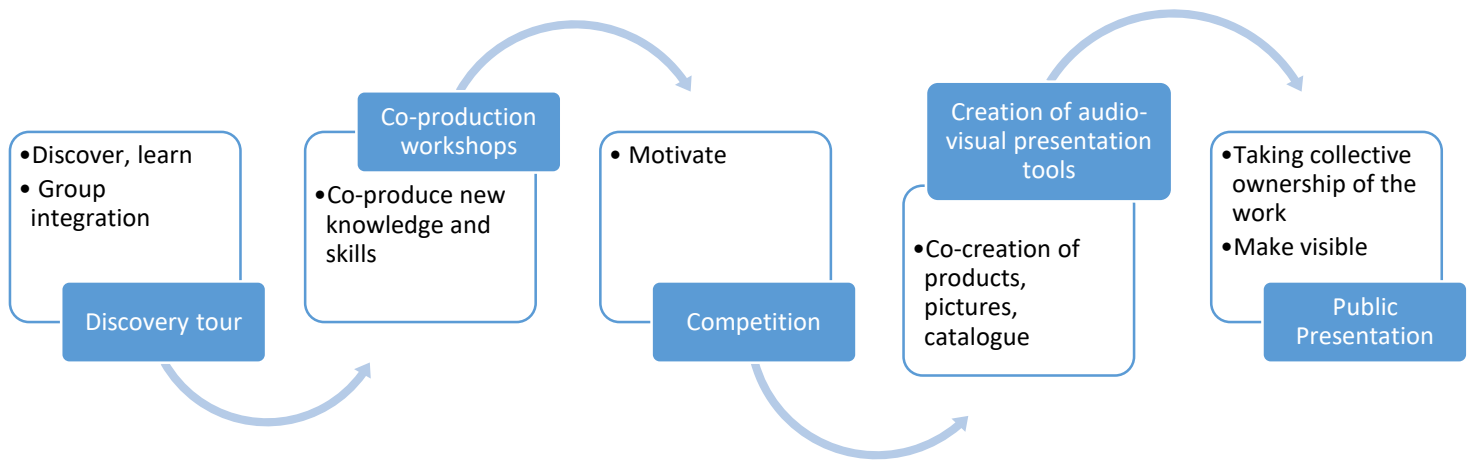 •Discover, learn
• Group
integration
Discovery tour
Co-production
workshops
•Co-produce new
knowledge and
skills
• Motivate
Competition
Creation of audio-
visual presentation
tools
•Co-creation of
products,
pictures,
catalogue
•Taking collective
ownership of the
work
•Make visible
Public
Presentation